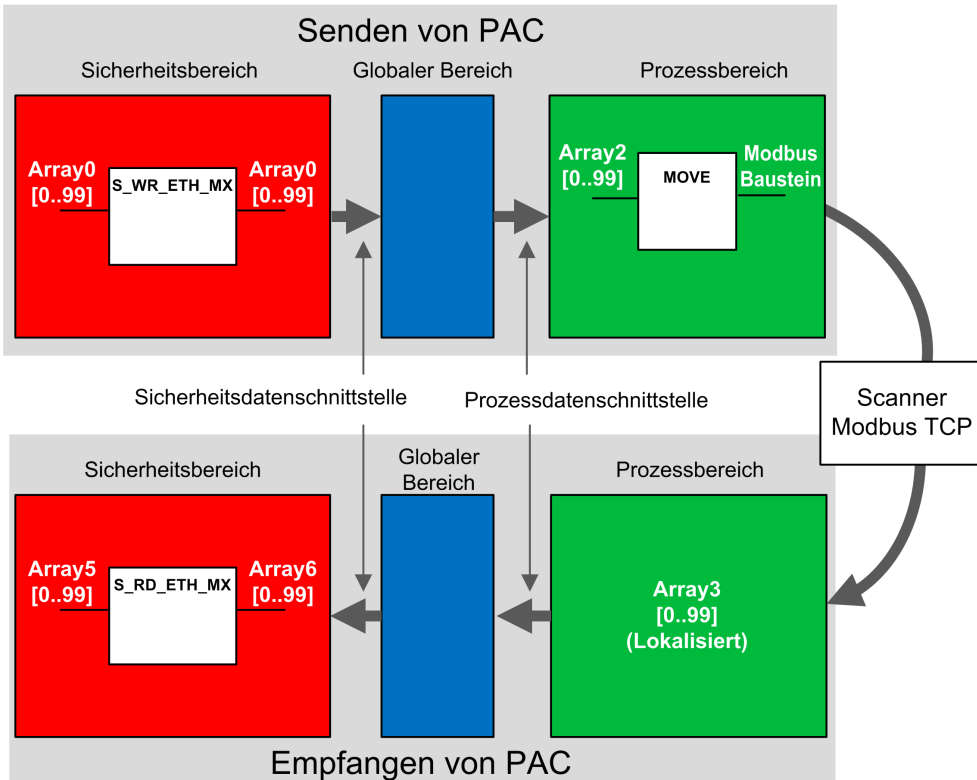 Senden von PAC
Sicherheitsbereich
Globaler Bereich
Prozessbereich
Array0
[0..99]
S_WR_ETH_MX
Array0
[0..99]
Array2
[0..99]
MOVE
Modbus
Baustein
Sicherheitsdatenschnittstelle
Prozessdatenschnittstelle
Scanner
Modbus TCP
Sicherheitsbereich
Globaler
Bereich
Prozessbereich
Array5
[0..99]
S_RD_ETH_MX
Array6
[0..99]
Array3
[0..99]
(Lokalisiert)
Empfangen von PAC